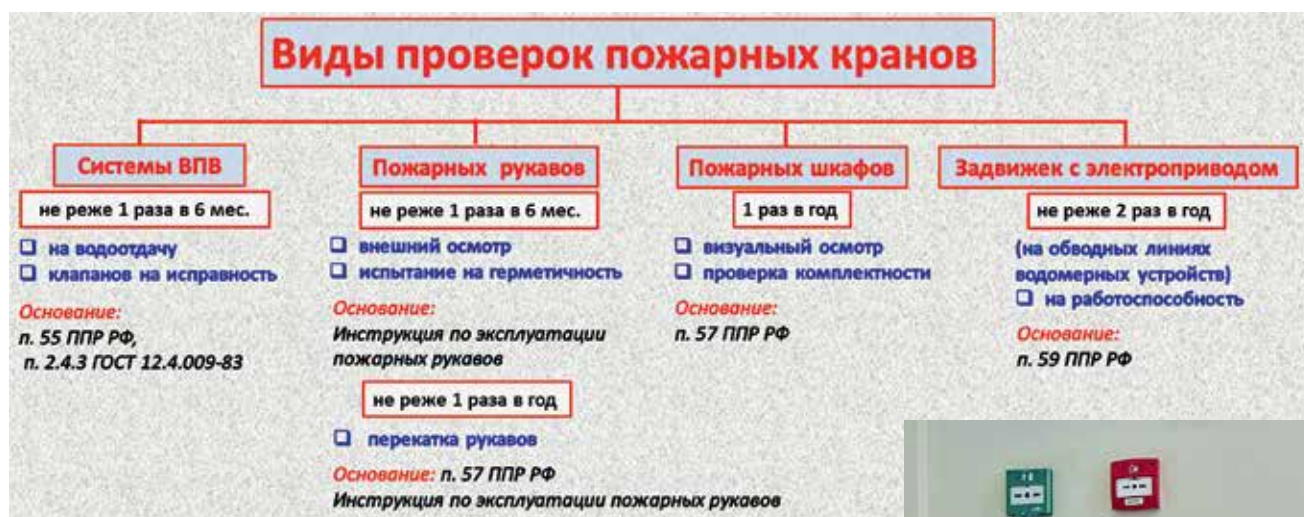 Виды проверок пожарных кранов
Системы ВПВ
не реже 1 раза в 6 мес.
на водоотдачу
клапанов на исправность
Основание:
п. 55 ППР РФ,
п. 2.4.3 ГОСТ 12.4.009-83
Пожарных рукавов
не реже 1 раза в 6 мес.
внешний осмотр
испытание на герметичность
Основание:
Инструкция по эксплуатации
пожарных рукавов
не реже 1 раза в год
перекатка рукавов
Основание: п. 57 ППР РФ
Инструкция по эксплуатации пожарных рукавов
Пожарных шкафов
1 раз в год
визуальный осмотр
проверка комплектности
Основание:
п. 57 ППР РФ
Задвижек с электроприводом
не реже 2 раз в год
(на обводных линиях
водомерных устройств)
на работоспособность
Основание:
п. 59 ППР РФ